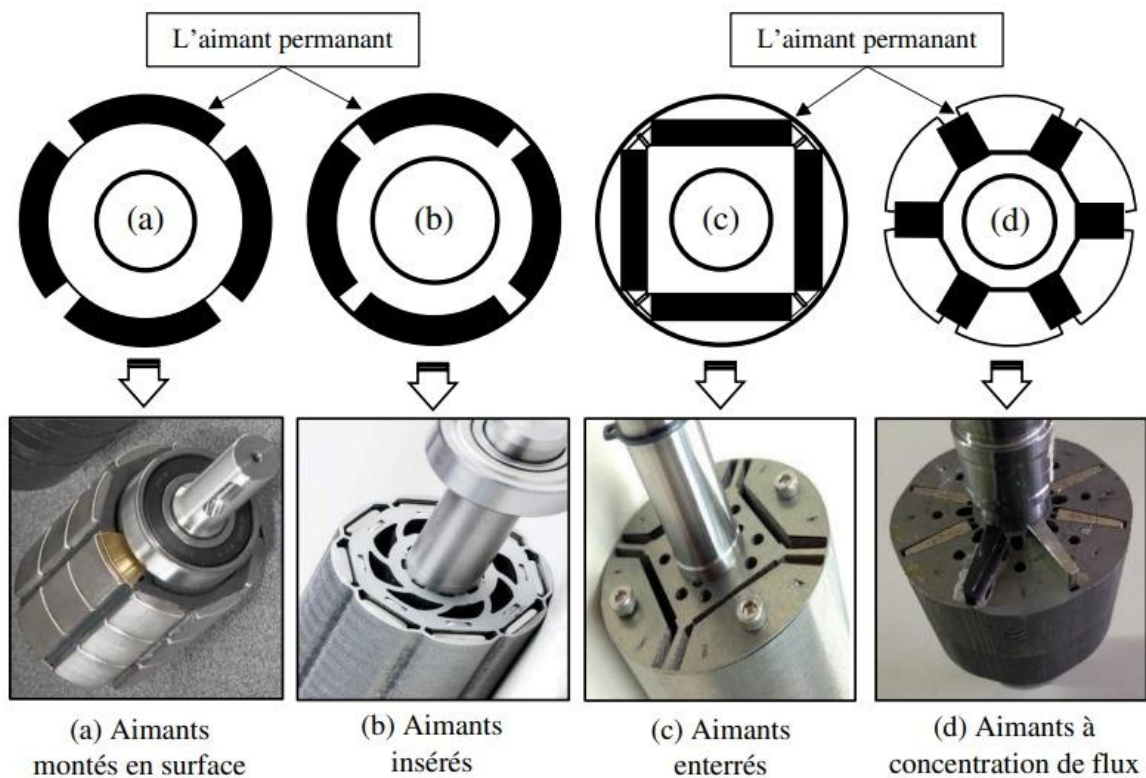 L’aimant permanant
L’aimant permanant
(a)
(b)
(c)
(d)
(a) Aimants
montés en surface
(b) Aimants
insérés
(c) Aimants
enterrés
(d) Aimants à
concentration de flux